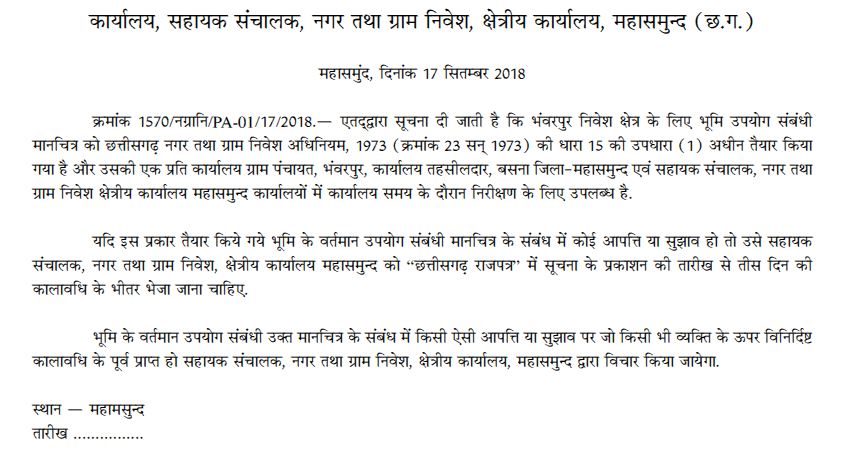 कार्यालय, सहायक संचालक, नगर तथा ग्राम निवेश, क्षेत्रीय कार्यालय, महासमुन्द (छ.ग.)
महासमुंद, दिनांक 17 सितम्बर 2018
क्रमांक 1570/नग्रानि/PA-01/17/2018.— एतद्द्वारा सूचना दी जाती है कि भंवरपुर निवेश क्षेत्र के लिए भूमि उपयोग संबंधी
मानचित्र को छत्तीसगढ़ नगर तथा ग्राम निवेश अधिनियम, 1973 (क्रमांक 23 सन् 1973) की धारा 15 की उपधारा (1) अधीन तैयार किया
गया है और उसकी एक प्रति कार्यालय ग्राम पंचायत, भंवरपुर, कार्यालय तहसीलदार, बसना जिला-महासमुन्द एवं सहायक संचालक, नगर तथा
ग्राम निवेश क्षेत्रीय कार्यालय महासमुन्द कार्यालयों में कार्यालय समय के दौरान निरीक्षण के लिए उपलब्ध है.
यदि इस प्रकार तैयार किये गये भूमि के वर्तमान उपयोग संबंधी मानचित्र के संबंध में कोई आपत्ति या सुझाव हो तो उसे सहायक
संचालक, नगर तथा ग्राम निवेश, क्षेत्रीय कार्यालय महासमुन्द को “छत्तीसगढ़ राजपत्र” में सूचना के प्रकाशन की तारीख से तीस दिन की
कालावधि के भीतर भेजा जाना चाहिए.
भूमि के वर्तमान उपयोग संबंधी उक्त मानचित्र के संबंध में किसी ऐसी आपत्ति या सुझाव पर जो किसी भी व्यक्ति के ऊपर विनिर्दिष्ट
कालावधि के पूर्व प्राप्त हो सहायक संचालक, नगर तथा ग्राम निवेश, क्षेत्रीय कार्यालय, महासमुन्द द्वारा विचार किया जायेगा.
स्थान — महामसुन्द
तारीख ................